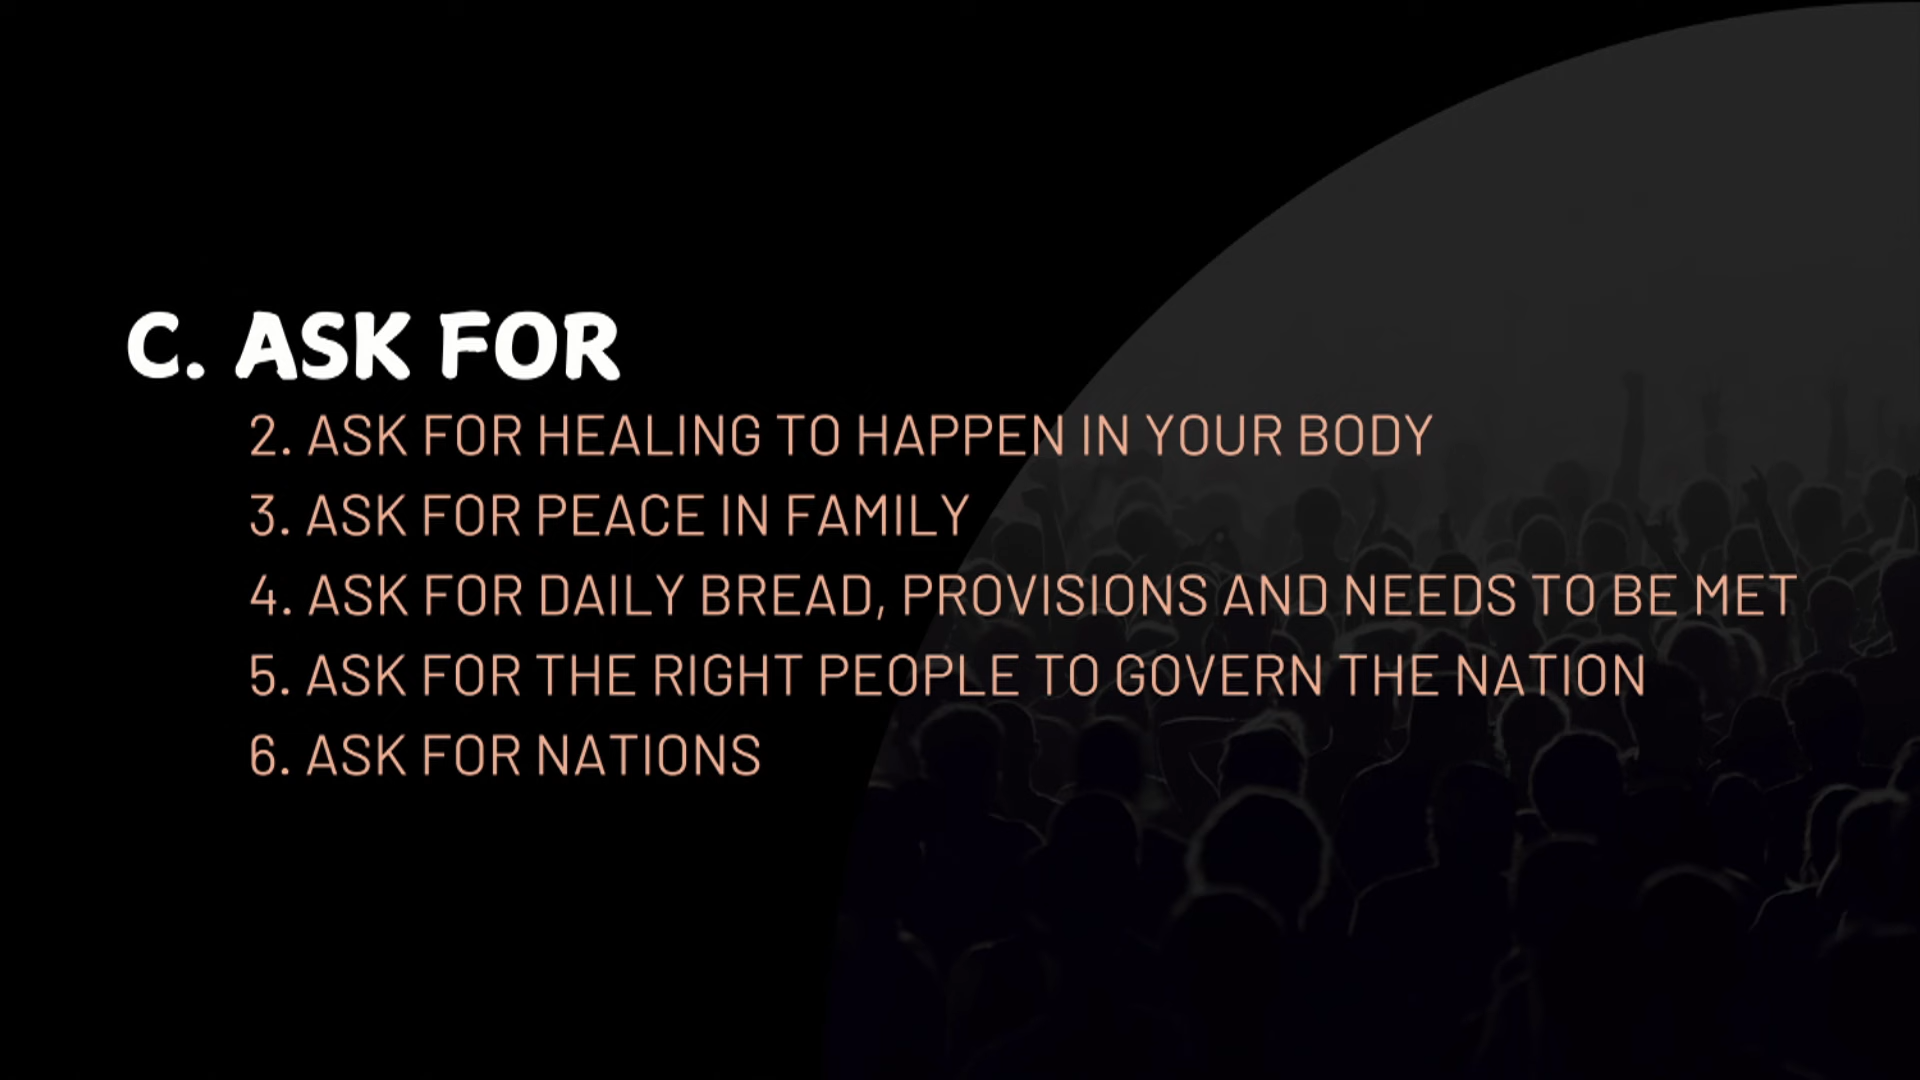 C. ASK FOR
2. ASK FOR HEALING TO HAPPEN IN YOUR BODY
3. ASK FOR PEACE IN FAMILY
4. ASK FOR DAILY BREAD, PROVISIONS AND NEEDS TO BE MET
5. ASK FOR THE RIGHT PEOPLE TO GOVERN THE NATION
6. ASK FOR NATIONS